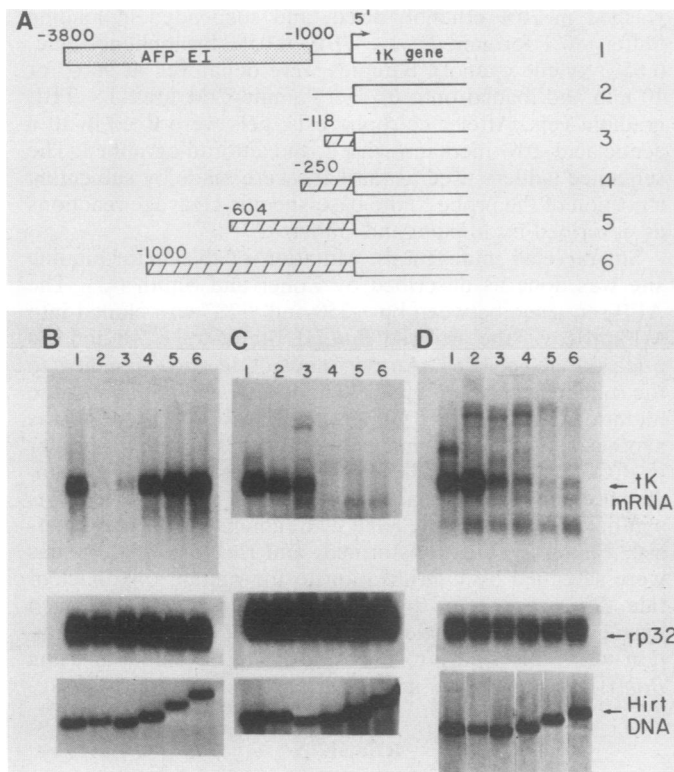 A
5'
-3800
-1000
AFP EI
tK gene
1
2
-118
3
-250
4
-604
5
-1000
6
B
C
D
1 2 3 4 5 6
1 2 3 4 5 6
1 2 3 4 5 6
tK
mRNA
rp32
Hirt
DNA